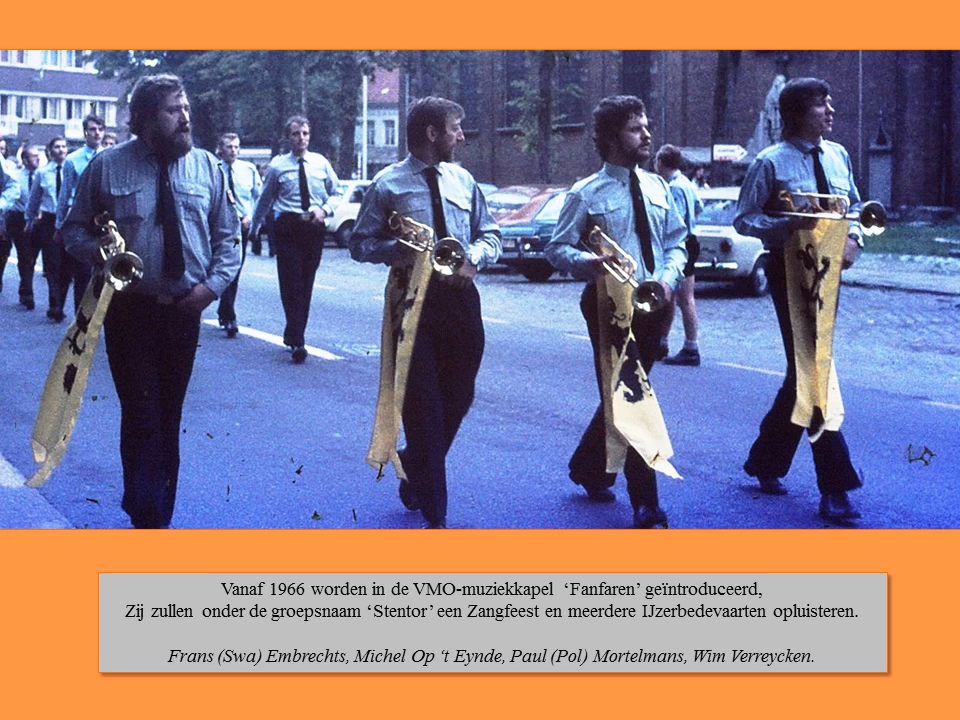 Vanaf 1966 worden in de VMO-muziekkapel ‘Fanfaren’ geïntroduceerd,
Zij zullen onder de groepsnaam ‘Stentor’ een Zangfeest en meerdere IJzerbedevaarten opluisteren.
Frans (Swa) Embrechts, Michel Op ‘t Eynde, Paul (Pol) Mortelmans, Wim Verreycken.